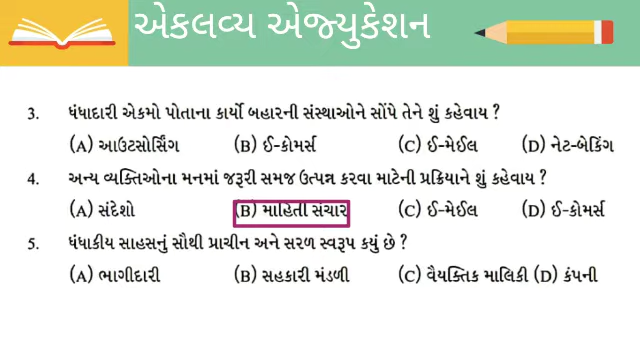 એકલવ્ય એજ્યુકેશન
3. ધંધાદારી એકમો પોતાના કાર્યો બહારની સંસ્થાઓને સોંપે તેને શું કહેવાય ?
(A) આઉટસોર્સિંગ (B) ઈ-કોમર્સ (C) ઈ-મેઈલ (D) નેટ-બેકિંગ
4. અન્ય વ્યક્તિઓના મનમાં જરૂરી સમજ ઉત્પન્ન કરવા માટેની પ્રક્રિયાને શું કહેવાય ?
(A) સંદેશો (B) માહિતી સંચાર (C) ઈ-મેઈલ (D) ઈ-કોમર્સ
5. ધંધાકીય સાહસનું સૌથી પ્રાચીન અને સરળ સ્વરૂપ કયું છે ?
(A) ભાગીદારી (B) સહકારી મંડળી (C) વૈયક્તિક માલિકી (D) કંપની